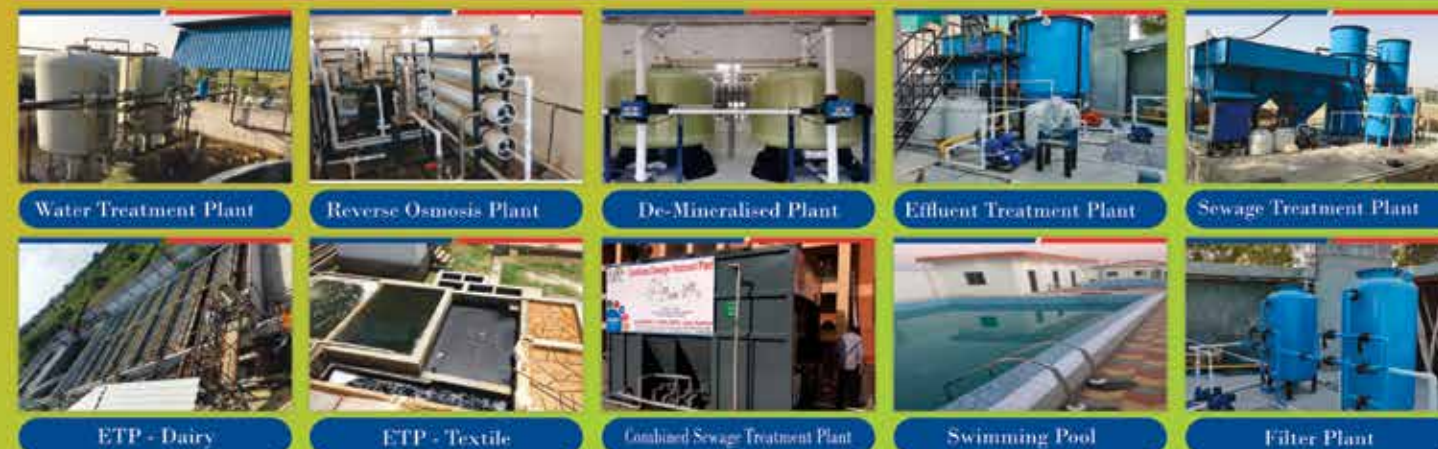 Water Treatment Plant
Reverse Osmosis Plant
De-Mineralised Plant
Effluent Treatment Plant
Sewage Treatment Plant
ETP - Dairy
ETP - Textile
Combined Sewage Treatment Plant
Swimming Pool
Filter Plant